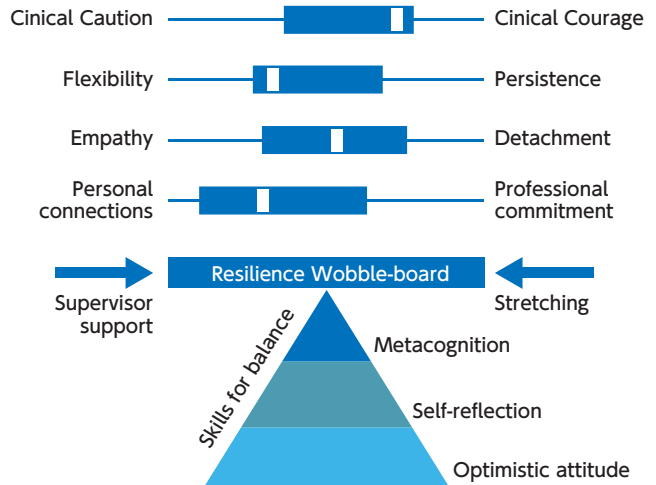 Cinical Caution
Cinical Courage
Flexibility
Persistence
Empathy
Detachment
Personal
connections
Professional
commitment
Resilience Wobble-board
Supervisor
support
Stretching
Skills for balance
Metacognition
Self-reflection
Optimistic attitude